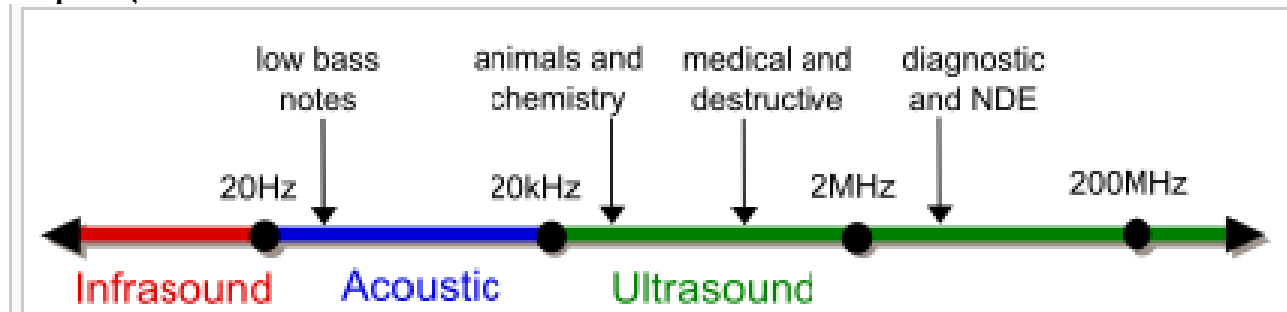 low bass
notes
animals and
chemistry
medical and
destructive
diagnostic
and NDE
20Hz
20kHz
2MHz
200MHz
Infrasound
Acoustic
Ultrasound